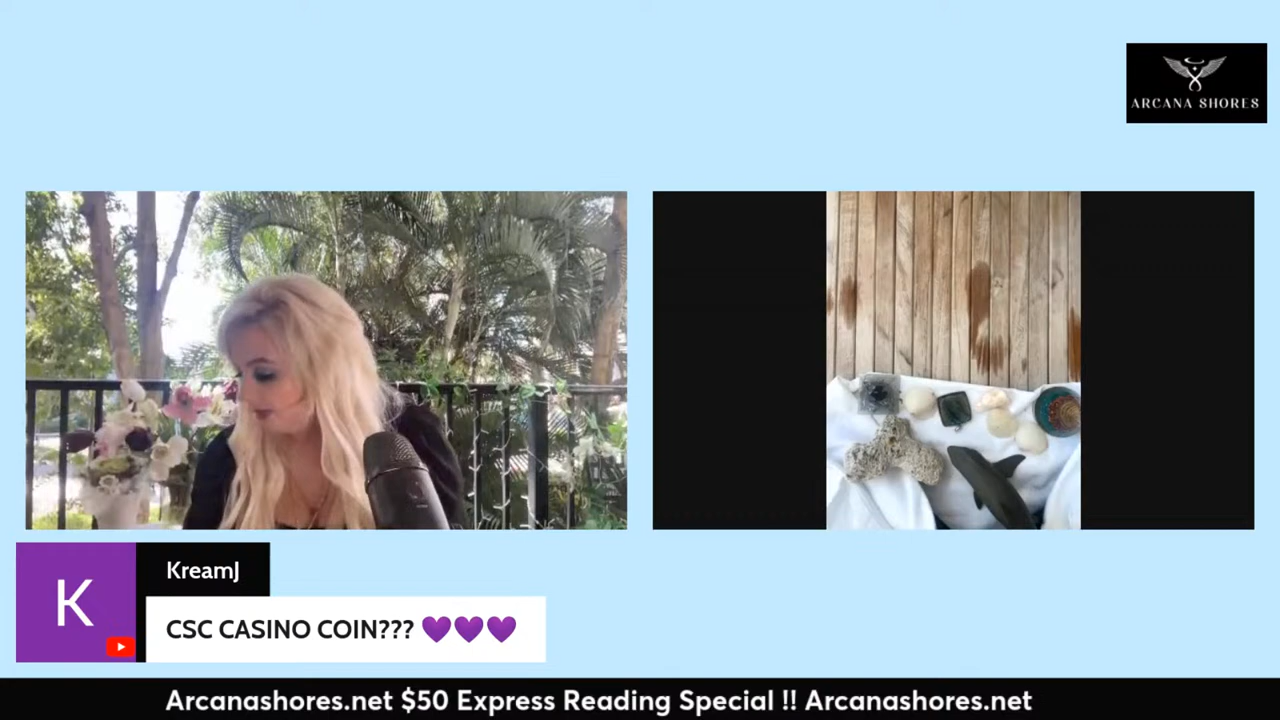 ARCANA SHORES
K
KreamJ
CSC CASINO COIN??? 💜💜💜
Arcanashores.net $50 Express Reading Special !! Arcanashores.net